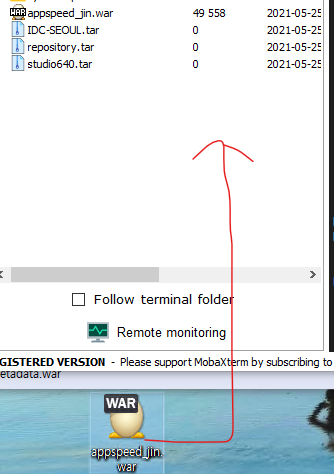 appspeed_jin.war 49 558 2021-05-25
IDC-SEOUL.tar 0 2021-05-25
repository.tar 0 2021-05-25
studio640.tar 0 2021-05-25
Follow terminal folder
Remote monitoring
GISTERED VERSION - Please support MobaXterm by subscribing to
etadata.war
WAR
appspeed_jin.
war